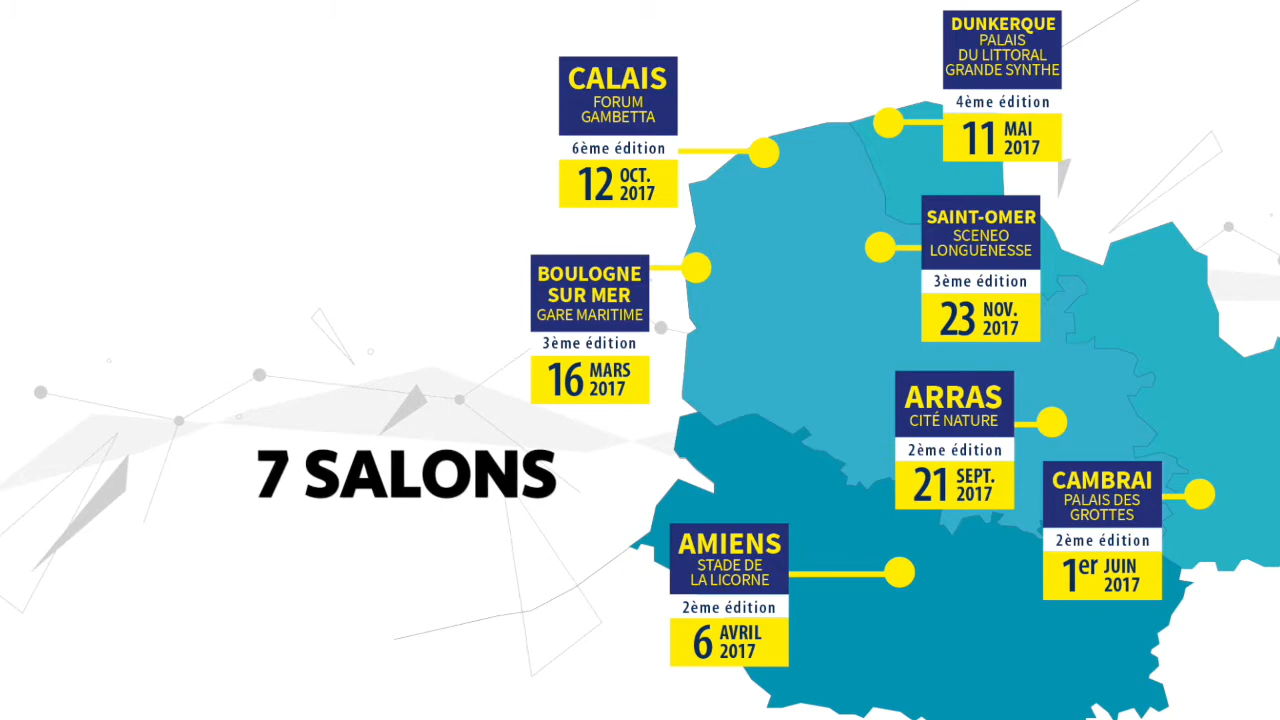 DUNKERQUE
PALAIS
DU LITTORAL
GRANDE SYNTHE
4ème édition
11 MAI
2017
CALAIS
FORUM
GAMBETTA
6ème édition
12 OCT.
2017
SAINT-OMER
SCENEO
LONGUENESSE
3ème édition
23 NOV.
2017
BOULOGNE
SUR MER
GARE MARITIME
3ème édition
16 MARS
2017
ARRAS
CITÉ NATURE
2ème édition
21 SEPT.
2017
7 SALONS
CAMBRAI
PALAIS DES
GROTTES
2ème édition
1er JUIN
2017
AMIENS
STADE DE
LA LICORNE
2ème édition
6 AVRIL
2017